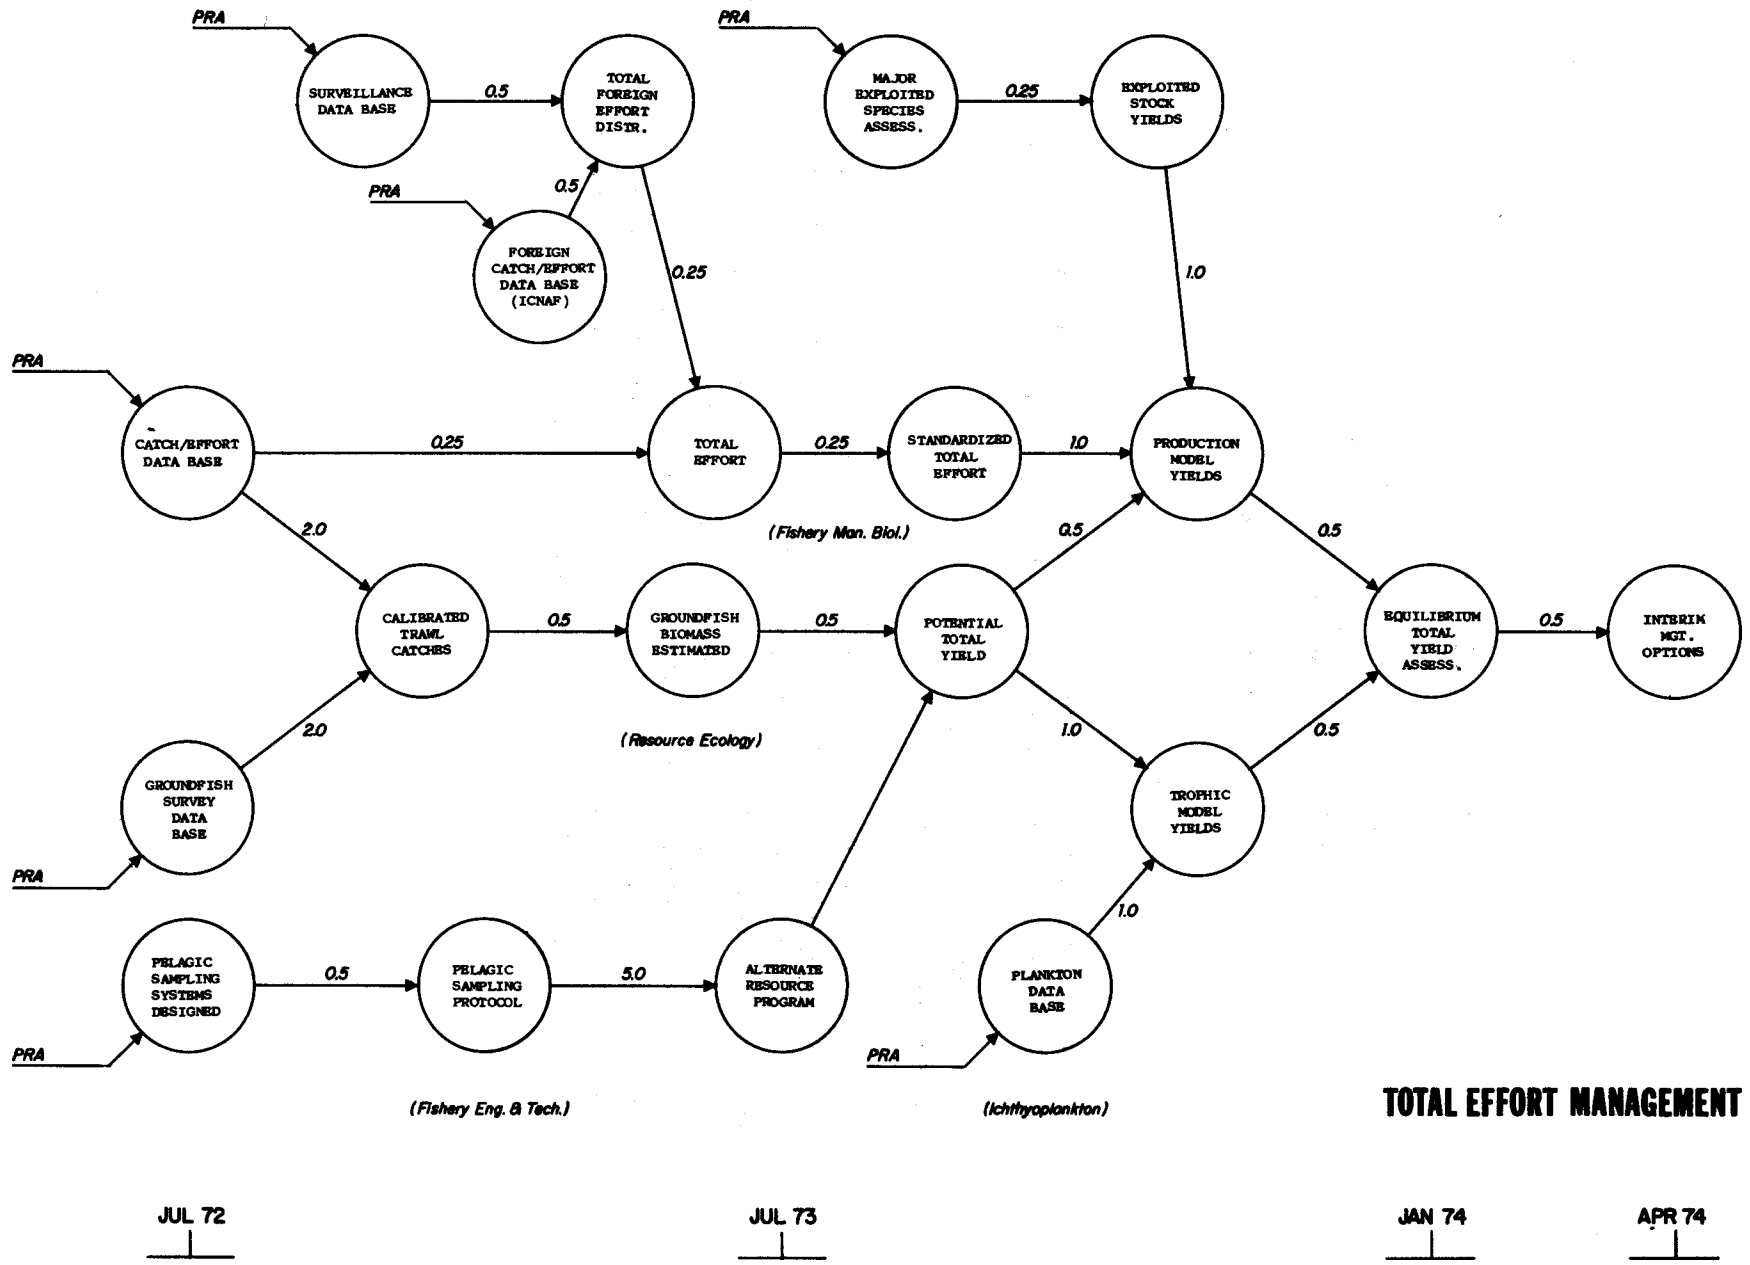 PRA
PRA
SURVEILLANCE
DATA BASE
0.5
TOTAL
FOREIGN
EFFORT
DISTR.
MAJOR
EXPLOITED
SPECIES
ASSESS.
0.25
EXPLOITED
STOCK
YIELDS
PRA
0.5
FOREIGN
CATCH/EFFORT
DATA BASE
(ICNAF)
0.25
1.0
PRA
CATCH/EFFORT
DATA BASE
0.25
TOTAL
EFFORT
0.25
STANDARDIZED
TOTAL
EFFORT
1.0
PRODUCTION
MODEL
YIELDS
2.0
(Fishery Man. Biol.)
0.5
0.5
CALIBRATED
TRAWL
CATCHES
0.5
GROUNDFISH
BIOMASS
ESTIMATED
0.5
POTENTIAL
TOTAL
YIELD
EQUILIBRIUM
TOTAL
YIELD
ASSESS.
0.5
INTERIM
MGT.
OPTIONS
2.0
(Resource Ecology)
1.0
0.5
GROUNDFISH
SURVEY
DATA
BASE
TROPHIC
MODEL
YIELDS
PRA
1.0
PELAGIC
SAMPLING
SYSTEMS
DESIGNED
0.5
PELAGIC
SAMPLING
PROTOCOL
5.0
ALTERNATE
RESOURCE
PROGRAM
PLANKTON
DATA
BASE
PRA
PRA
(Fishery Eng. & Tech.)
(Ichthyoplankton)
TOTAL EFFORT MANAGEMENT
JUL 72
JUL 73
JAN 74
APR 74